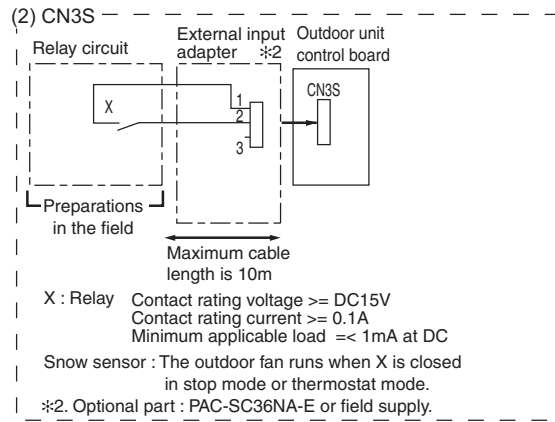 (2) CN3S
Relay circuit
External input
adapter ※2
Outdoor unit
control board
X
1
2
3
CN3S
Preparations
in the field
Maximum cable
length is 10m
X : Relay Contact rating voltage >= DC15V
Contact rating current >= 0.1A
Minimum applicable load =< 1mA at DC
Snow sensor : The outdoor fan runs when X is closed
in stop mode or thermostat mode.
※2. Optional part : PAC-SC36NA-E or field supply.